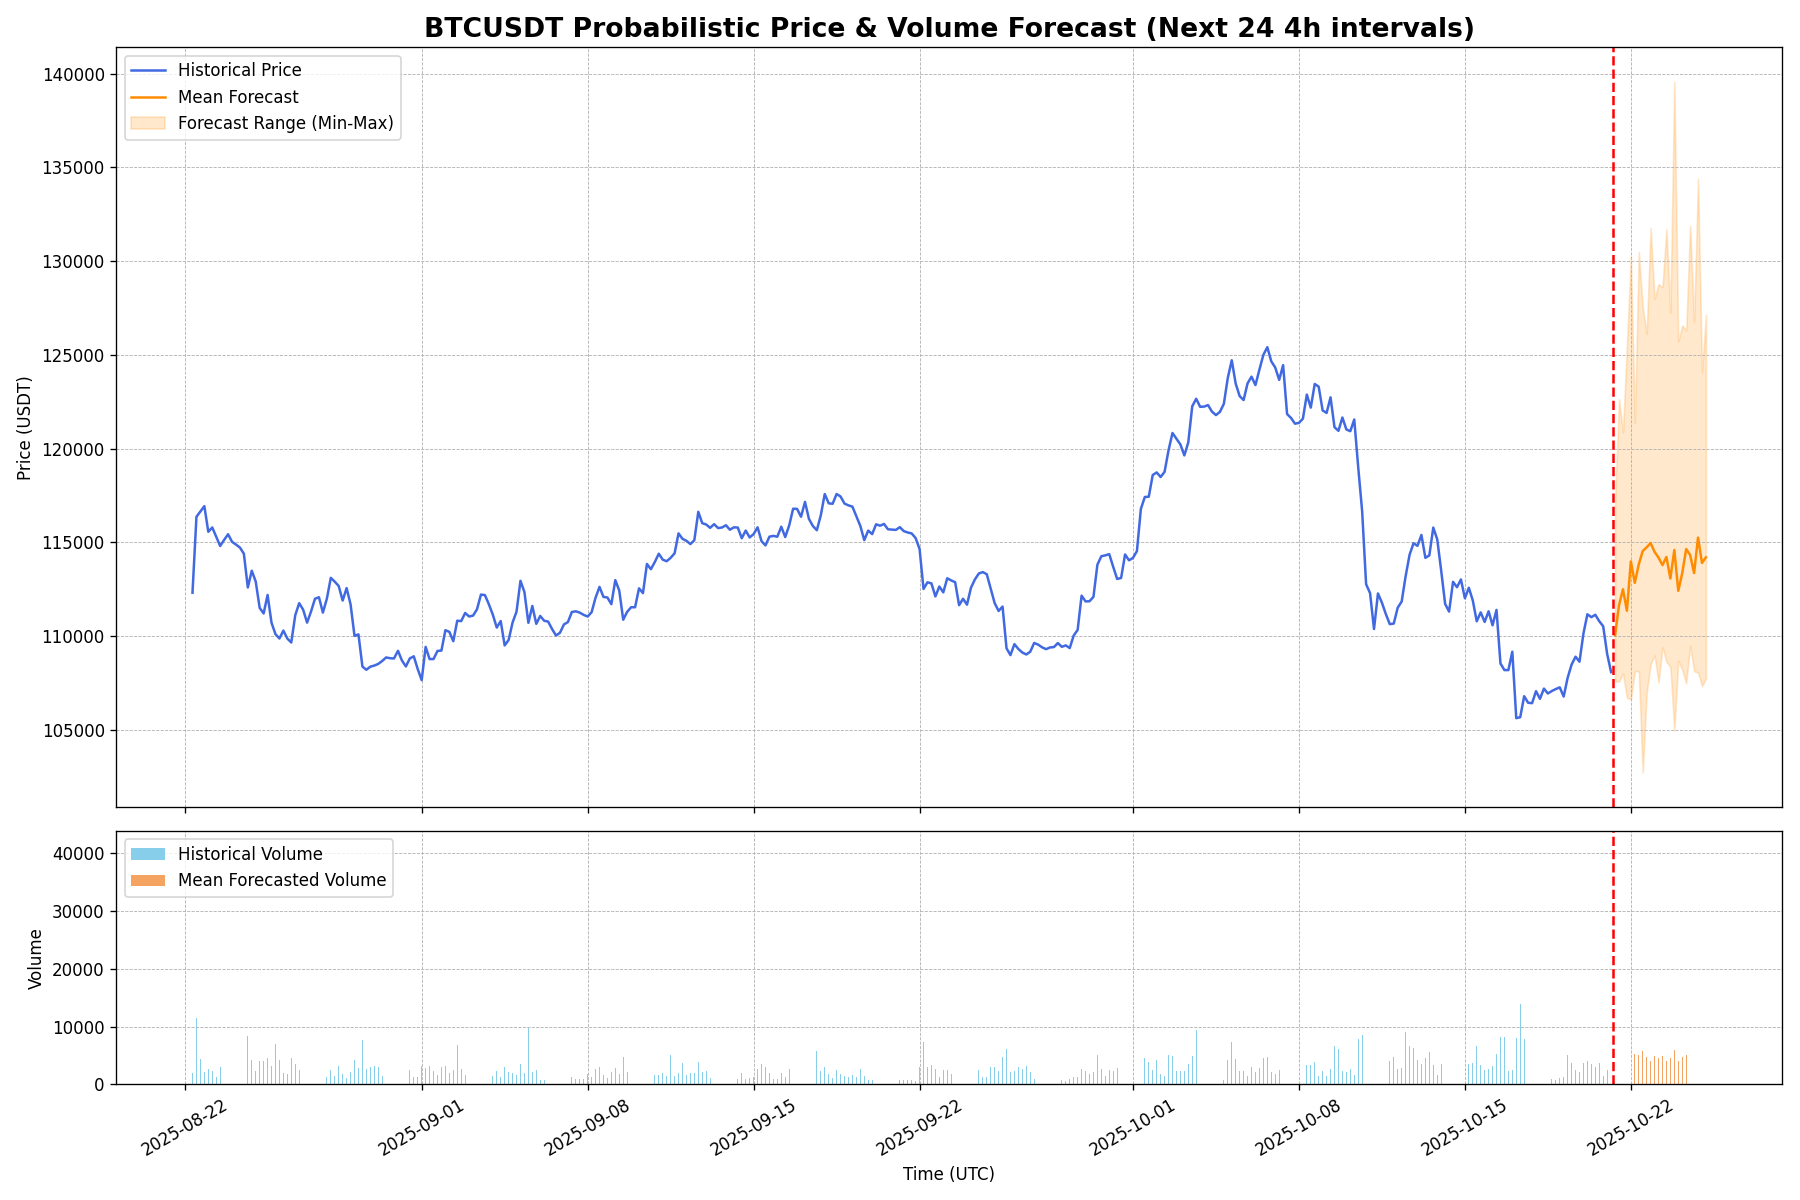 BTCUSDT Probabilistic Price & Volume Forecast (Next 24 4h intervals)
Historical Price
Mean Forecast
Forecast Range (Min-Max)
140000
135000
130000
125000
120000
115000
110000
105000
Price (USDT)
Historical Volume
Mean Forecasted Volume
40000
30000
20000
10000
0
Volume
2025-08-22
2025-09-01
2025-09-08
2025-09-15
2025-09-22
2025-10-01
2025-10-08
2025-10-15
2025-10-22
Time (UTC)